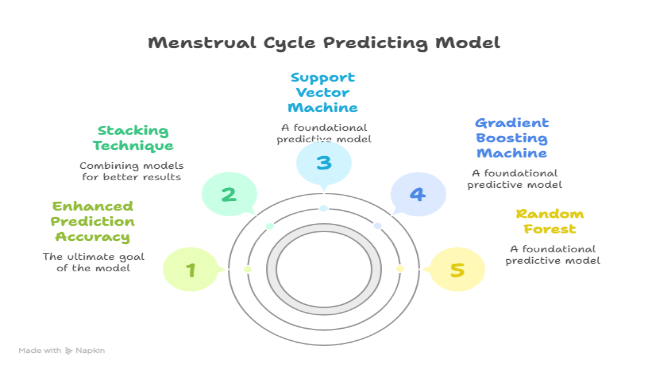 Menstrual Cycle Predicting Model
Support
Vector
Machine
A foundational
predictive model
3
Stacking
Technique
Combining models
for better results
2
Gradient
Boosting
Machine
A foundational
predictive model
4
Enhanced
Prediction
Accuracy
The ultimate goal
of the model
1
Random
Forest
A foundational
predictive model
5
Made with Napkin